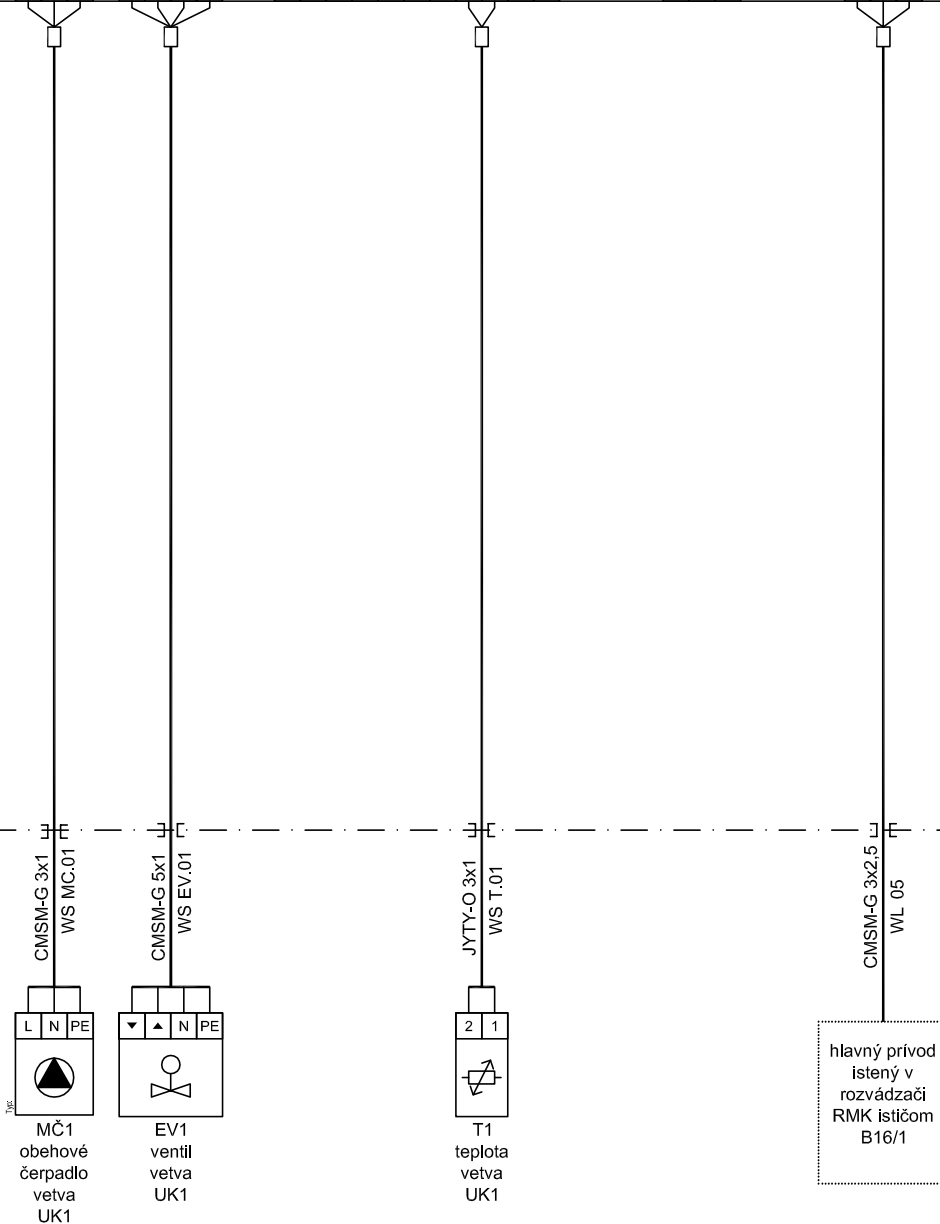 CMSM-G 3x1
WS MC.01
CMSM-G 5x1
WS EV.01
JYTY-O 3x1
WS T.01
CMSM-G 3x2,5
WL 05
L N PE
▼ ▲ N PE
2 1
Typ:
MČ1
obehové
čerpadlo
vetva
UK1
EV1
ventil
vetva
UK1
T1
teplota
vetva
UK1
hlavný prívod
istený v
rozvádzači
RMK ističom
B16/1